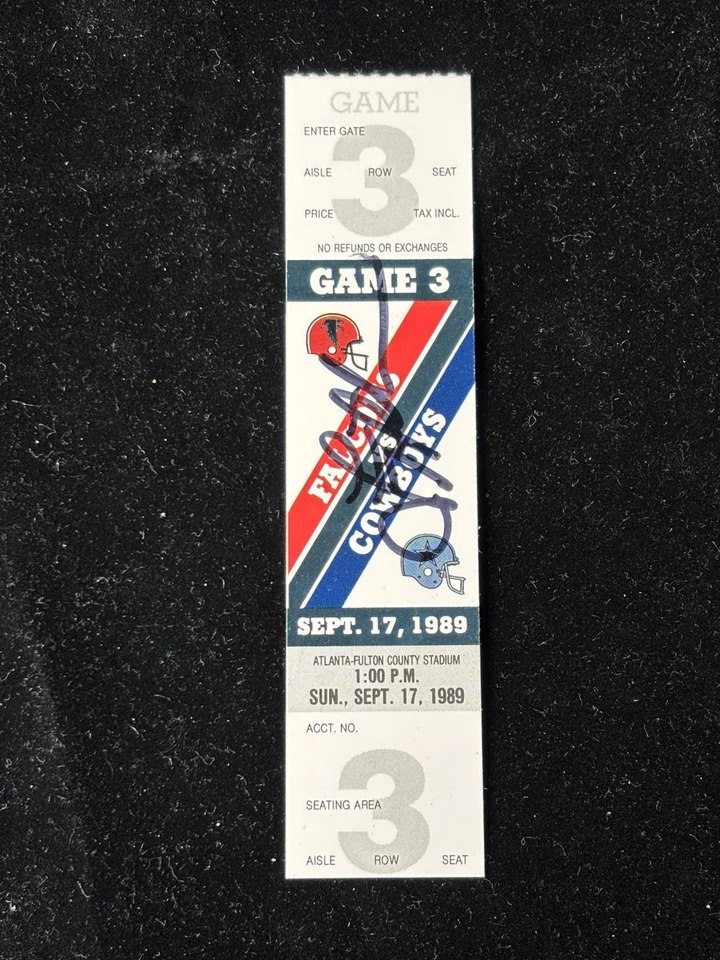 GAME
3
ENTER GATE
AISLE ROW SEAT
PRICE TAX INCL.
NO REFUNDS OR EXCHANGES
GAME 3
FALCONS
VS
COWBOYS
SEPT. 17, 1989
ATLANTA-FULTON COUNTY STADIUM
1:00 P.M.
SUN., SEPT. 17, 1989
ACCT. NO.
3
SEATING AREA
AISLE ROW SEAT